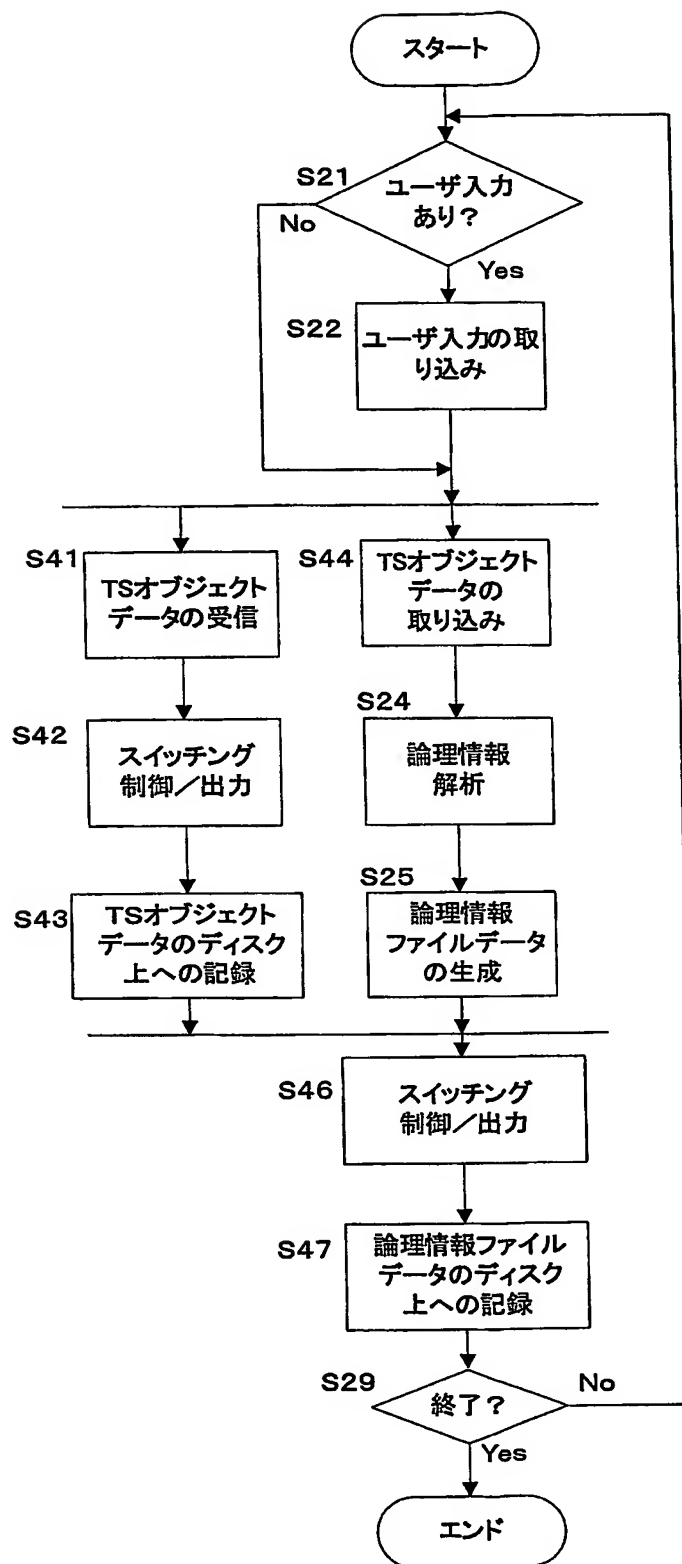 スタート
S21
ユーザ入力
あり？
No
Yes
S22
ユーザ入力の取
り込み
S41
TSオブジェクト
データの受信
S44
TSオブジェクト
データの
取り込み
S42
スイッチング
制御／出力
S24
論理情報
解析
S43
TSオブジェクト
データのディスク
上への記録
S25
論理情報
ファイルデータ
の生成
S46
スイッチング
制御／出力
S47
論理情報ファイル
データのディスク
上への記録
S29
終了？
No
Yes
エンド